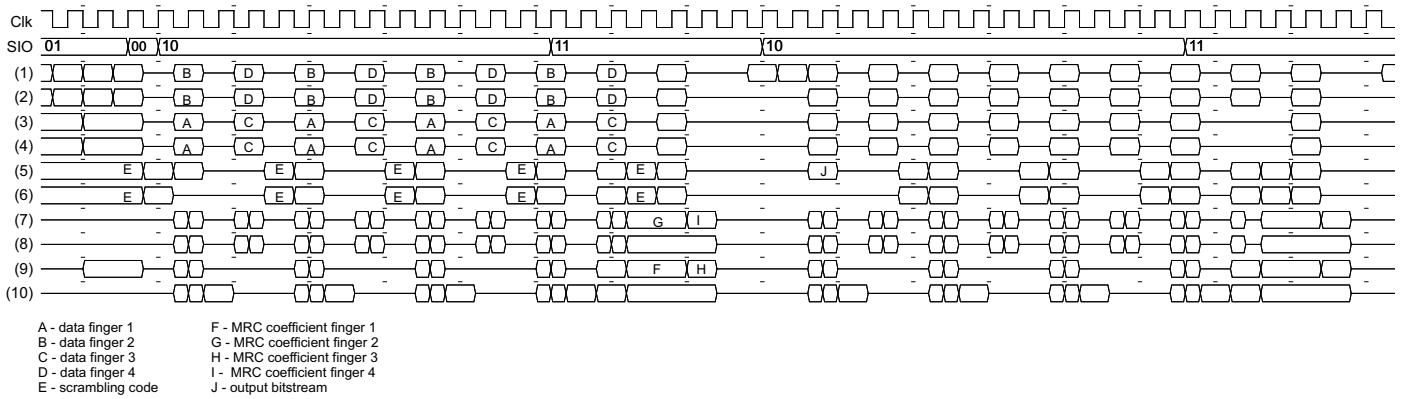 Clk
SIO 01 00 10 11 10 11
(1) B D B D B D B D
(2) B D B D B D B D
(3) A C A C A C A C
(4) A C A C A C A C
(5) E E E E E J
(6) E E E E E
(7) G I
(8)
(9) F H
(10)
A - data finger 1 F - MRC coefficient finger 1
B - data finger 2 G - MRC coefficient finger 2
C - data finger 3 H - MRC coefficient finger 3
D - data finger 4 I - MRC coefficient finger 4
E - scrambling code J - output bitstream